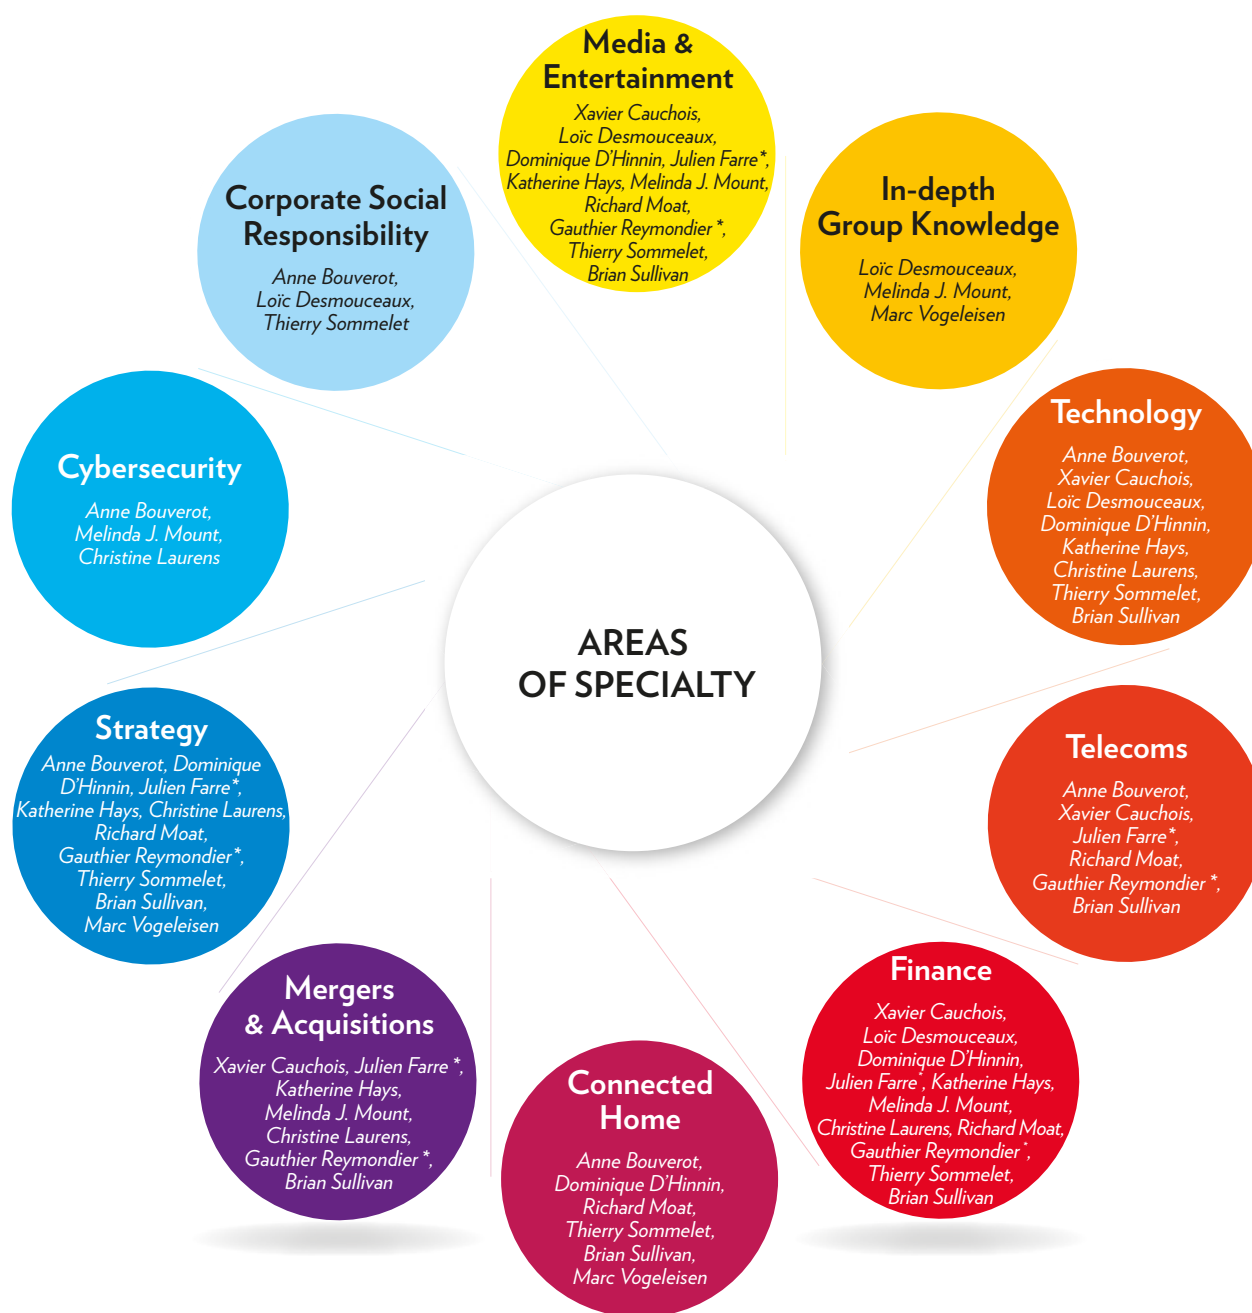 Media &
Entertainment
Xavier Cauchois,
Loïc Desmouceaux,
Dominique D'Hinnin, Julien Farre*,
Katherine Hays, Melinda J. Mount,
Richard Moat,
Gauthier Reymondier *,
Thierry Sommelet,
Brian Sullivan
In-depth
Group Knowledge
Loïc Desmouceaux,
Melinda J. Mount,
Marc Vogeleisen
Technology
Anne Bouverot,
Xavier Cauchois,
Loïc Desmouceaux,
Dominique D'Hinnin,
Katherine Hays,
Christine Laurens,
Thierry Sommelet,
Brian Sullivan
Telecoms
Anne Bouverot,
Xavier Cauchois,
Julien Farre*,
Richard Moat,
Gauthier Reymondier *,
Brian Sullivan
Finance
Xavier Cauchois,
Loïc Desmouceaux,
Dominique D'Hinnin,
Julien Farre*, Katherine Hays,
Melinda J. Mount,
Christine Laurens, Richard Moat,
Gauthier Reymondier *,
Thierry Sommelet,
Brian Sullivan
Connected
Home
Anne Bouverot,
Dominique D'Hinnin,
Richard Moat,
Thierry Sommelet,
Brian Sullivan,
Marc Vogeleisen
Mergers
& Acquisitions
Xavier Cauchois, Julien Farre *,
Katherine Hays,
Melinda J. Mount,
Christine Laurens,
Gauthier Reymondier *,
Brian Sullivan
Strategy
Anne Bouverot, Dominique
D'Hinnin, Julien Farre*,
Katherine Hays, Christine Laurens,
Richard Moat,
Gauthier Reymondier *,
Thierry Sommelet,
Brian Sullivan,
Marc Vogeleisen
Cybersecurity
Anne Bouverot,
Melinda J. Mount,
Christine Laurens
Corporate Social
Responsibility
Anne Bouverot,
Loïc Desmouceaux,
Thierry Sommelet
AREAS
OF SPECIALTY